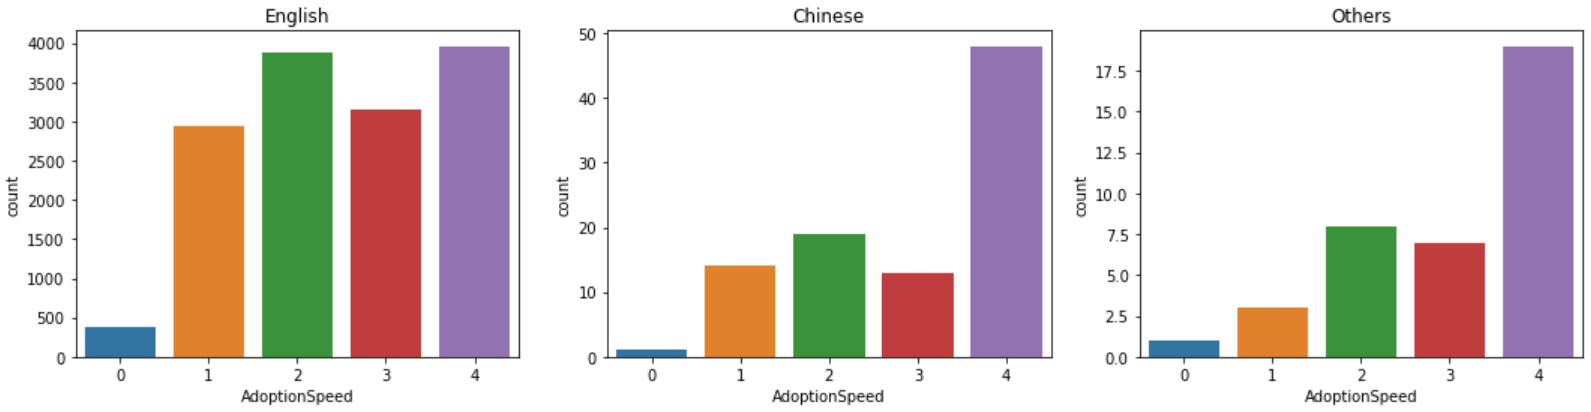 English
4000
3500
3000
2500
2000
1500
1000
500
0
count
0 1 2 3 4
AdoptionSpeed
Chinese
50
40
30
20
10
0
count
0 1 2 3 4
AdoptionSpeed
Others
17.5
15.0
12.5
10.0
7.5
5.0
2.5
0.0
count
0 1 2 3 4
AdoptionSpeed